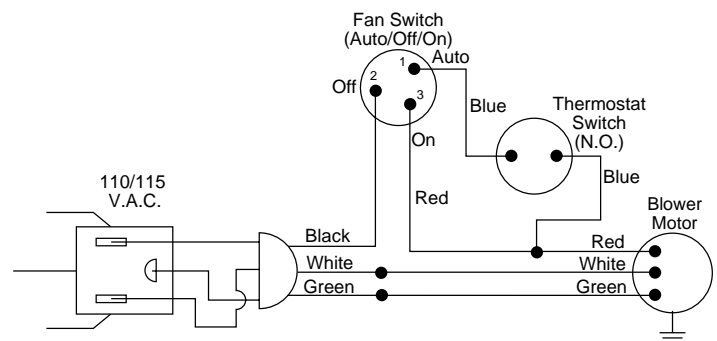 Fan Switch
(Auto/Off/On)
1
Auto
2
Off
3
On
Blue
Thermostat
Switch
(N.O.)
Blue
110/115
V.A.C.
Red
Blower
Motor
Black
Red
White
White
Green
Green